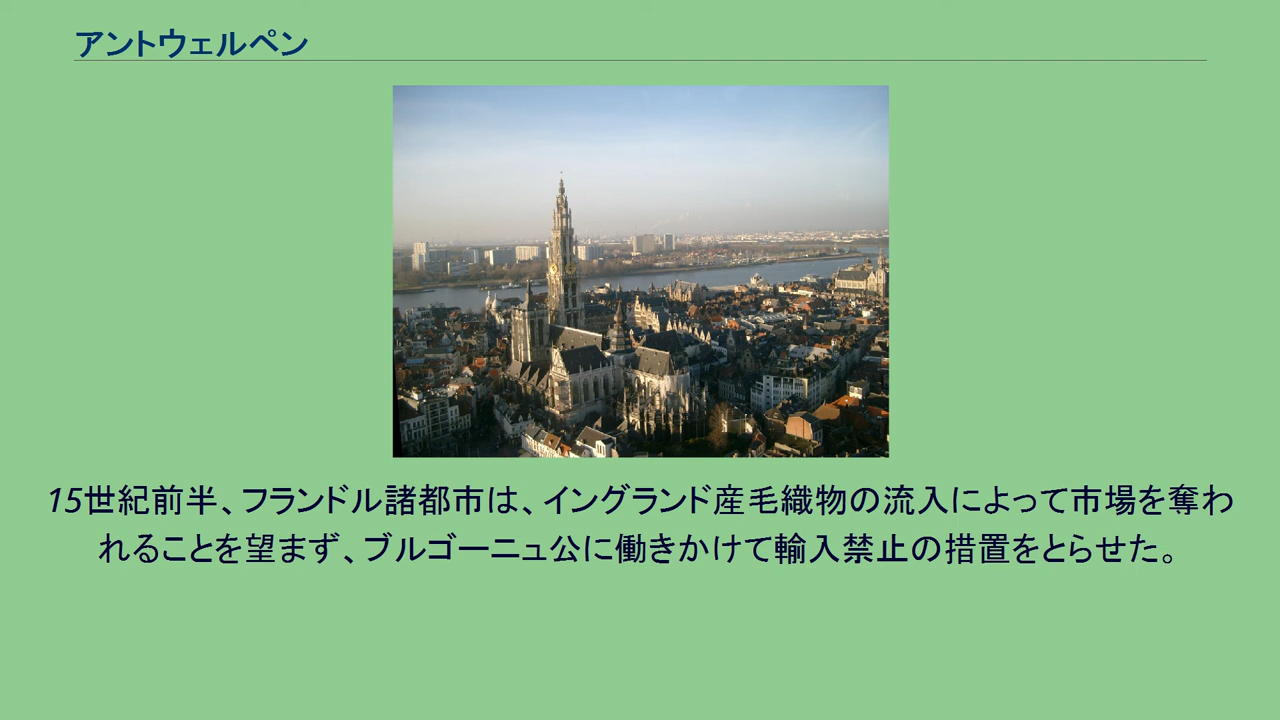 アントウェルペン
15世紀前半、フランドル諸都市は、イングランド産毛織物の流入によって市場を奪わ
れることを望まず、ブルゴーニュ公に働きかけて輸入禁止の措置をとらせた。